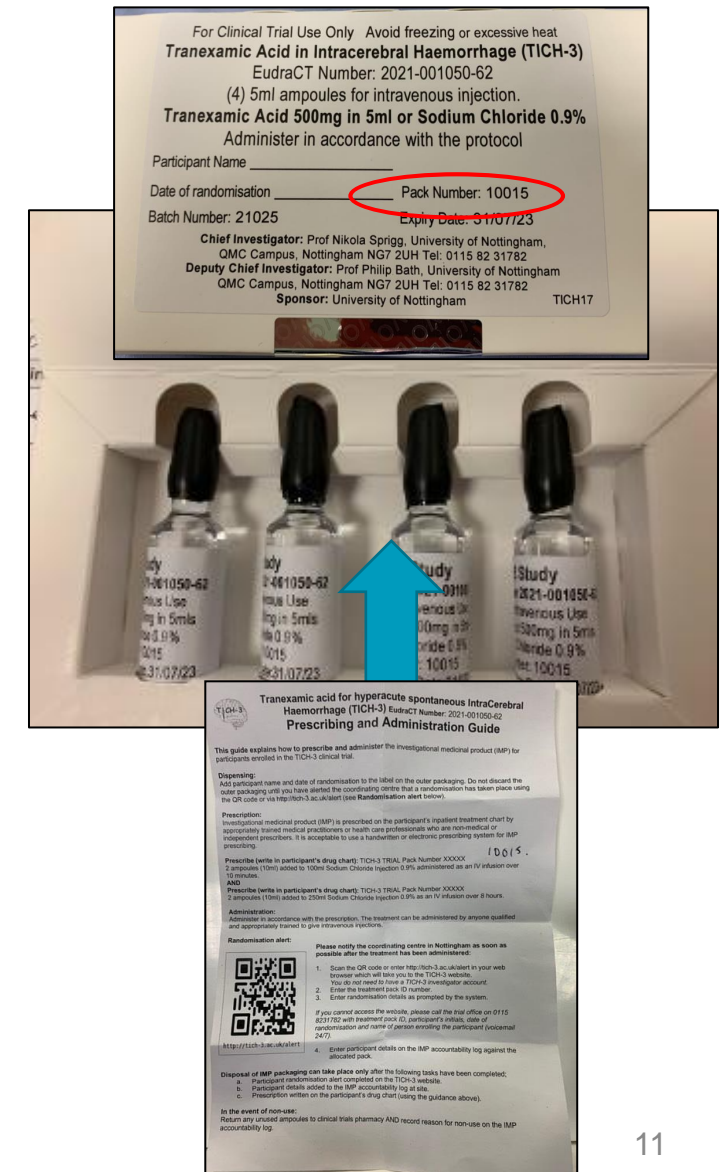 For Clinical Trial Use Only Avoid freezing or excessive heat
Tranexamic Acid in Intracerebral Haemorrhage (TICH-3)
EudraCT Number: 2021-001050-62
(4) 5ml ampoules for intravenous injection.
Tranexamic Acid 500mg in 5ml or Sodium Chloride 0.9%
Administer in accordance with the protocol
Participant Name
Date of randomisation Pack Number: 10015
Batch Number: 21025 Expiry Date: 31/07/23
Chief Investigator: Prof Nikola Sprigg, University of Nottingham,
QMC Campus, Nottingham NG7 2UH Tel: 0115 82 31782
Deputy Chief Investigator: Prof Philip Bath, University of Nottingham
QMC Campus, Nottingham NG7 2UH Tel: 0115 82 31782
Sponsor: University of Nottingham TICH17
in 5mls
0.9%
31/07/23
in 5mls
0.9%
31/07/23
Study
10015
Study
2021-001050-6
500mg in 5mls
10015
TICH-3
Tranexamic acid for hyperacute spontaneous IntraCerebral
Haemorrhage (TICH-3) EudraCT Number: 2021-001050-62
Prescribing and Administration Guide
This guide explains how to prescribe and administer the investigational medicinal product (IMP) for
participants enrolled in the TICH-3 clinical trial.
Dispensing:
Add participant name and date of randomisation to the label on the outer packaging. Do not discard the
outer packaging until you have alerted the coordinating centre that a randomisation has taken place using
the QR code or via http://tich-3.ac.uk/alert (see Randomisation alert below).
Prescription:
Investigational medicinal product (IMP) is prescribed on the participant's inpatient treatment chart by
appropriately trained medical practitioners or health care professionals who are non-medical or
independent prescribers. It is acceptable to use a handwritten or electronic prescribing system for IMP
prescribing.
10015.
Prescribe (write in participant's drug chart): TICH-3 TRIAL Pack Number XXXXX
2 ampoules (10ml) added to 100ml Sodium Chloride Injection 0.9% administered as an IV infusion over
10 minutes.
AND
Prescribe (write in participant's drug chart): TICH-3 TRIAL Pack Number XXXXX
2 ampoules (10ml) added to 250ml Sodium Chloride Injection 0.9% as an IV infusion over 8 hours.
Administration:
Administer in accordance with the prescription. The treatment can be administered by anyone qualified
and appropriately trained to give intravenous injections.
Randomisation alert:
Please notify the coordinating centre in Nottingham as soon as
possible after the treatment has been administered:
1. Scan the QR code or enter http://tich-3.ac.uk/alert in your web
browser which will take you to the TICH-3 website.
You do not need to have a TICH-3 investigator account.
2. Enter the treatment pack ID number.
3. Enter randomisation details as prompted by the system.
If you cannot access the website, please call the trial office on 0115
8231782 with treatment pack ID, participant's initials, date of
randomisation and name of person enrolling the participant (voicemail
24/7).
http://tich-3.ac.uk/alert
4. Enter participant details on the IMP accountability log against the
allocated pack.
Disposal of IMP packaging can take place only after the following tasks have been completed:
a. Participant randomisation alert completed on the TICH-3 website.
b. Participant details added to the IMP accountability log at site.
c. Prescription written on the participant's drug chart (using the guidance above).
In the event of non-use:
Return any unused ampoules to clinical trials pharmacy AND record reason for non-use on the IMP
accountability log.
11